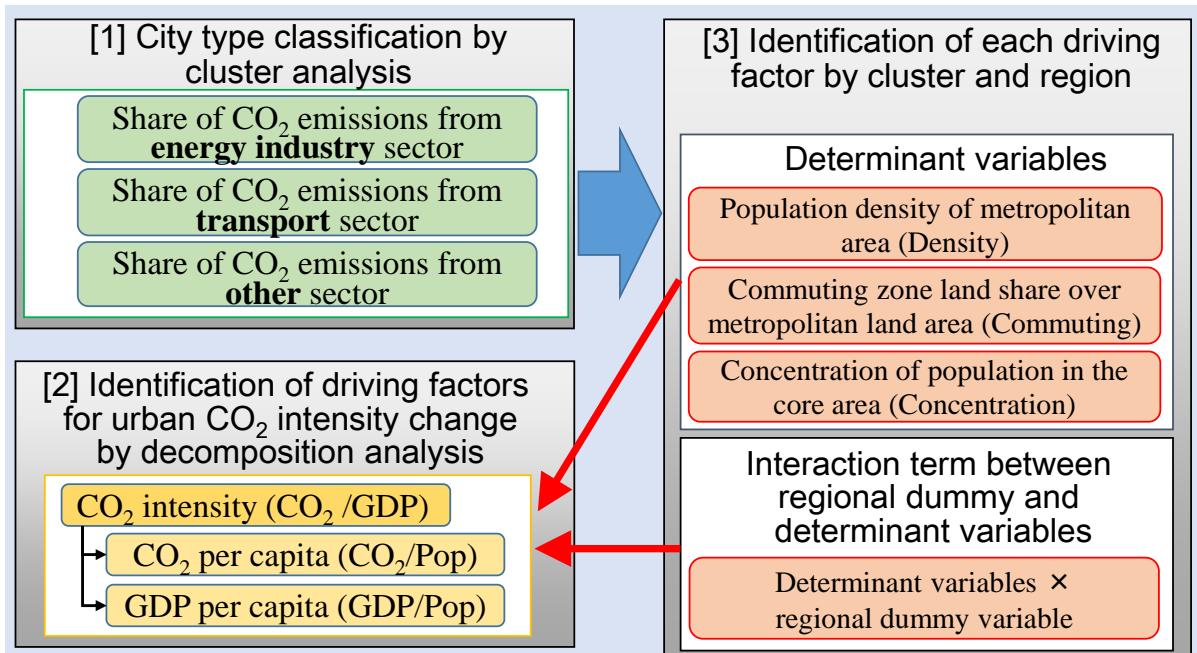 [1] City type classification by
cluster analysis
Share of CO₂ emissions from
energy industry sector
Share of CO₂ emissions from
transport sector
Share of CO₂ emissions from
other sector
[2] Identification of driving factors
for urban CO₂ intensity change
by decomposition analysis
CO₂ intensity (CO₂ /GDP)
CO₂ per capita (CO₂/Pop)
GDP per capita (GDP/Pop)
[3] Identification of each driving
factor by cluster and region
Determinant variables
Population density of metropolitan
area (Density)
Commuting zone land share over
metropolitan land area (Commuting)
Concentration of population in the
core area (Concentration)
Interaction term between
regional dummy and
determinant variables
Determinant variables ×
regional dummy variable